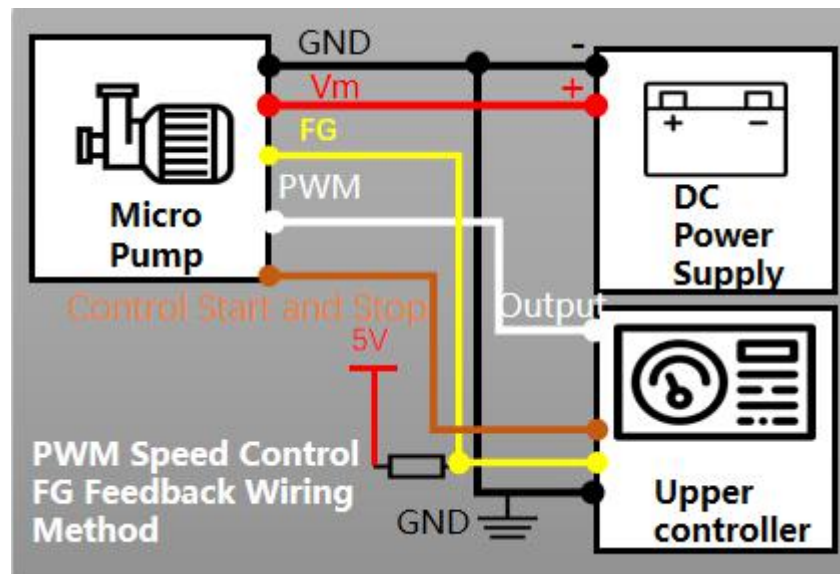 GND
-
Vm
+
FG
PWM
Micro
Pump
+ -
DC
Power
Supply
Control Start and Stop
Output
5V
PWM Speed Control
FG Feedback Wiring
Method
GND
Upper
controller